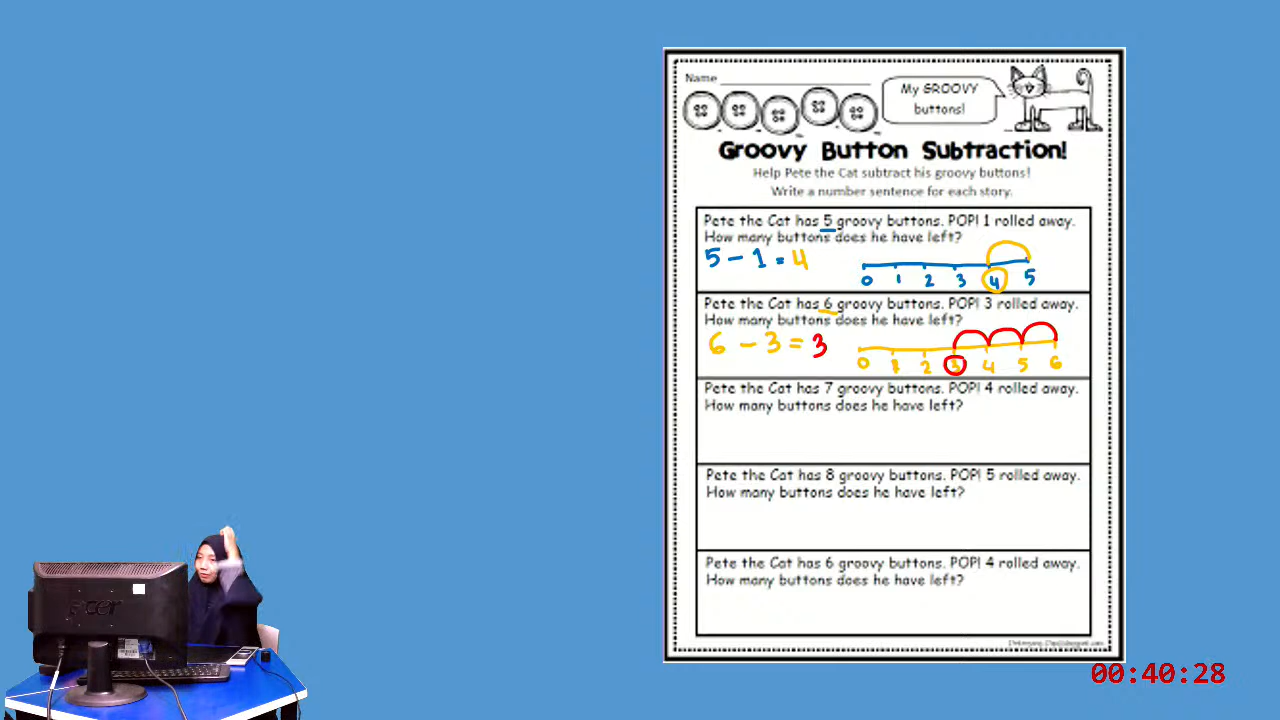 Name
My GROOVY
buttons!
Groovy Button Subtraction!
Help Pete the Cat subtract his groovy buttons!
Write a number sentence for each story.
Pete the Cat has 5 groovy buttons. POP! 1 rolled away.
How many buttons does he have left?
5 - 1 = 4
0 1 2 3 4 5
Pete the Cat has 6 groovy buttons. POP! 3 rolled away.
How many buttons does he have left?
6 - 3 = 3
0 1 2 3 4 5 6
Pete the Cat has 7 groovy buttons. POP! 4 rolled away.
How many buttons does he have left?
Pete the Cat has 8 groovy buttons. POP! 5 rolled away.
How many buttons does he have left?
Pete the Cat has 6 groovy buttons. POP! 4 rolled away.
How many buttons does he have left?
acer
00:40:28